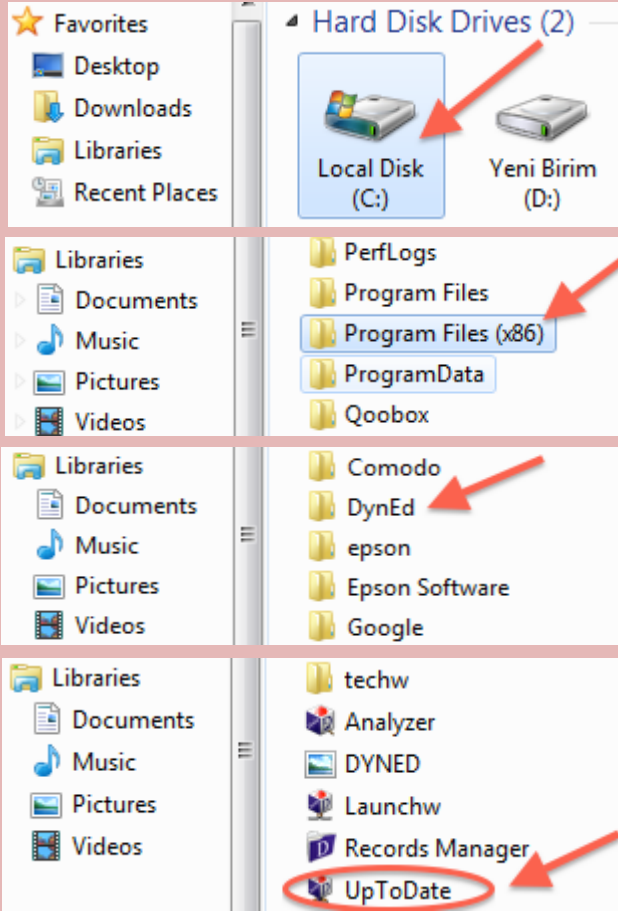 Favorites
Desktop
Downloads
Libraries
Recent Places
Hard Disk Drives (2)
Local Disk
(C:)
Yeni Birim
(D:)
Libraries
Documents
Music
Pictures
Videos
PerfLogs
Program Files
Program Files (x86)
ProgramData
Qoobox
Libraries
Documents
Music
Pictures
Videos
Comodo
DynEd
epson
Epson Software
Google
Libraries
Documents
Music
Pictures
Videos
techw
Analyzer
DYNED
Launchw
Records Manager
UpToDate